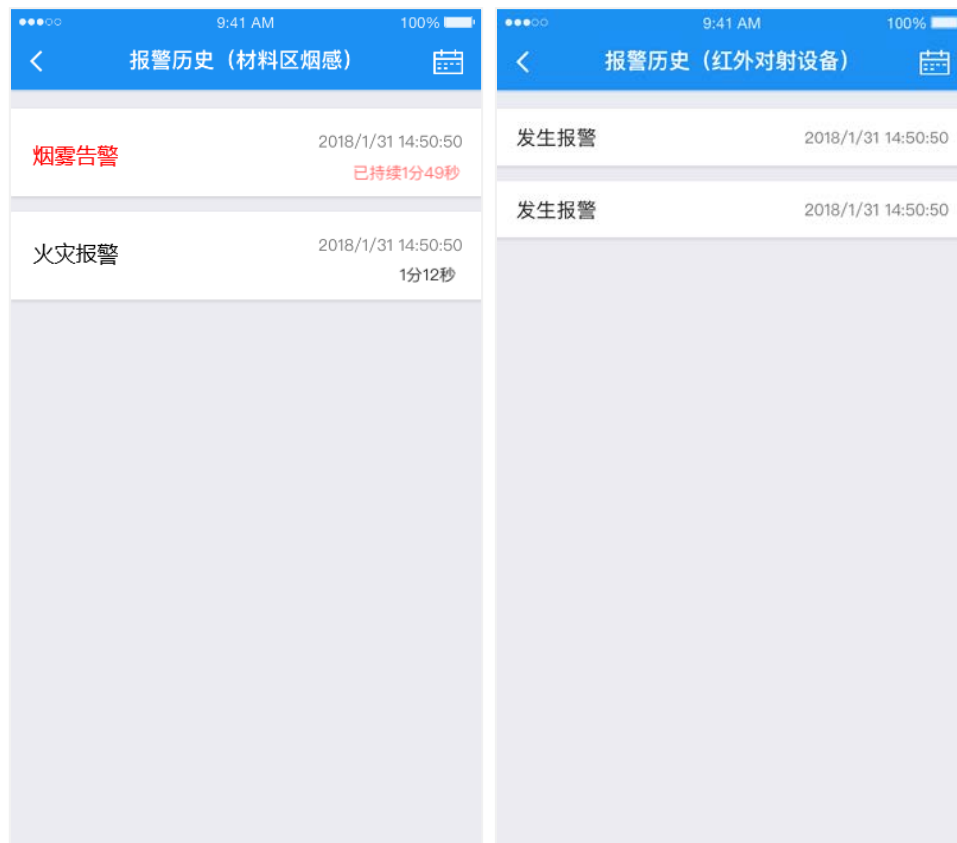 9:41 AM 100%
报警历史（材料区烟感）
烟雾告警 2018/1/31 14:50:50
已持续1分49秒
火灾报警 2018/1/31 14:50:50
1分12秒
9:41 AM 100%
报警历史（红外对射设备）
发生报警 2018/1/31 14:50:50
发生报警 2018/1/31 14:50:50